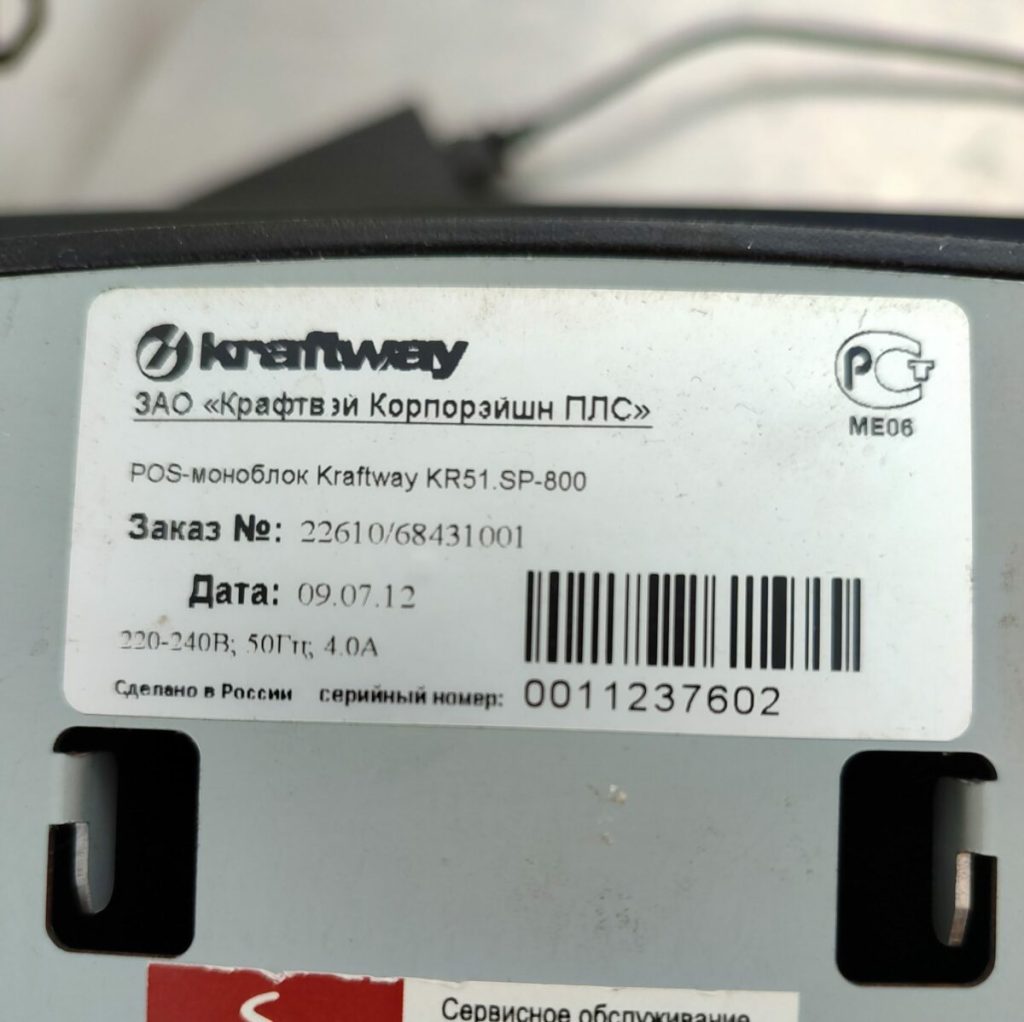 kraftway
ЗАО «Крафтвэй Корпорэйшн ПЛС»
РСТ
МЕ06
POS-моноблок Kraftway KR51.SP-800
Заказ №: 22610/68431001
Дата: 09.07.12
220-240В; 50Гц; 4.0А
Сделано в России серийный номер: 0011237602
Сервисное обслуживание